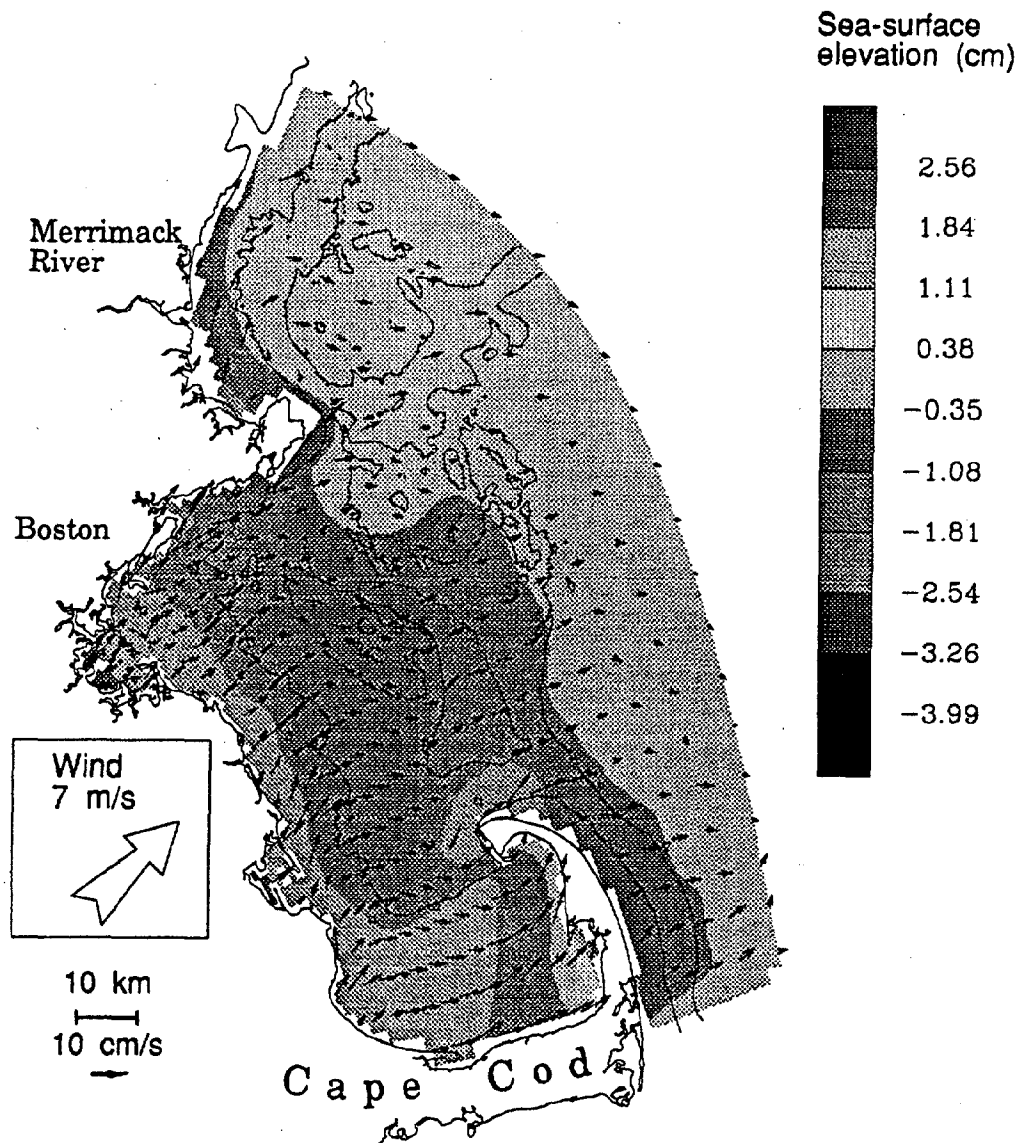 Sea-surface
elevation (cm)
2.56
1.84
1.11
0.38
-0.35
-1.08
-1.81
-2.54
-3.26
-3.99
Merrimack
River
Boston
Wind
7 m/s
10 km
10 cm/s
Cape Cod